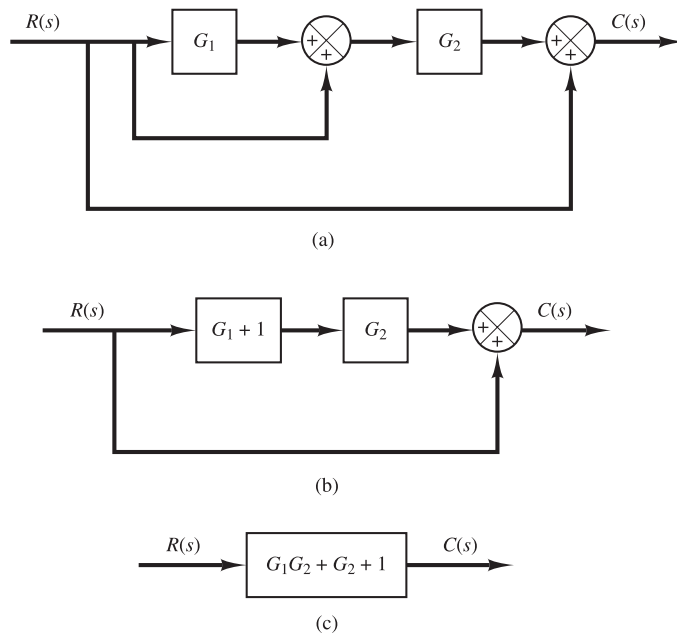 R(s) G₁ + + G₂ + + C(s)
(a)
R(s) G₁ + 1 G₂ + + C(s)
(b)
R(s) G₁G₂ + G₂ + 1 C(s)
(c)